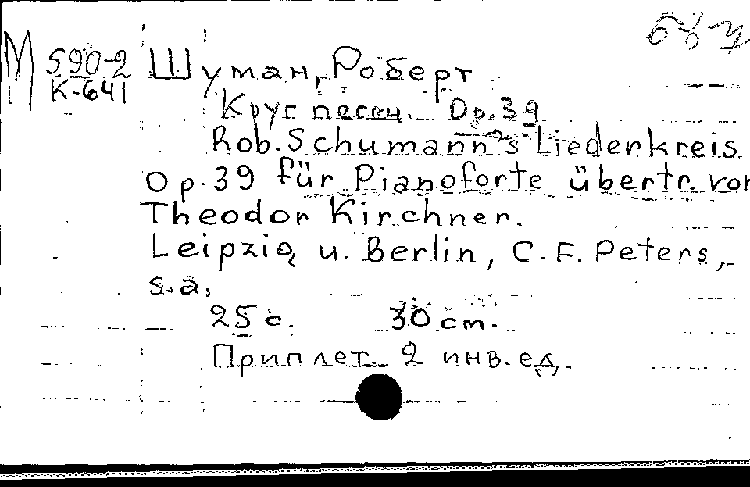 М 590-2 Шуман, Роберт
К-641
Круг песен. Op. 39
Rob. Schumann's Liederkreis
Op. 39 für Pianoforte übertr. von
Theodor Kirchner.
Leipzig u. Berlin, C. F. Peters,
s.a.
25 с. 30 cm.
Приплет 2 инв. ед.